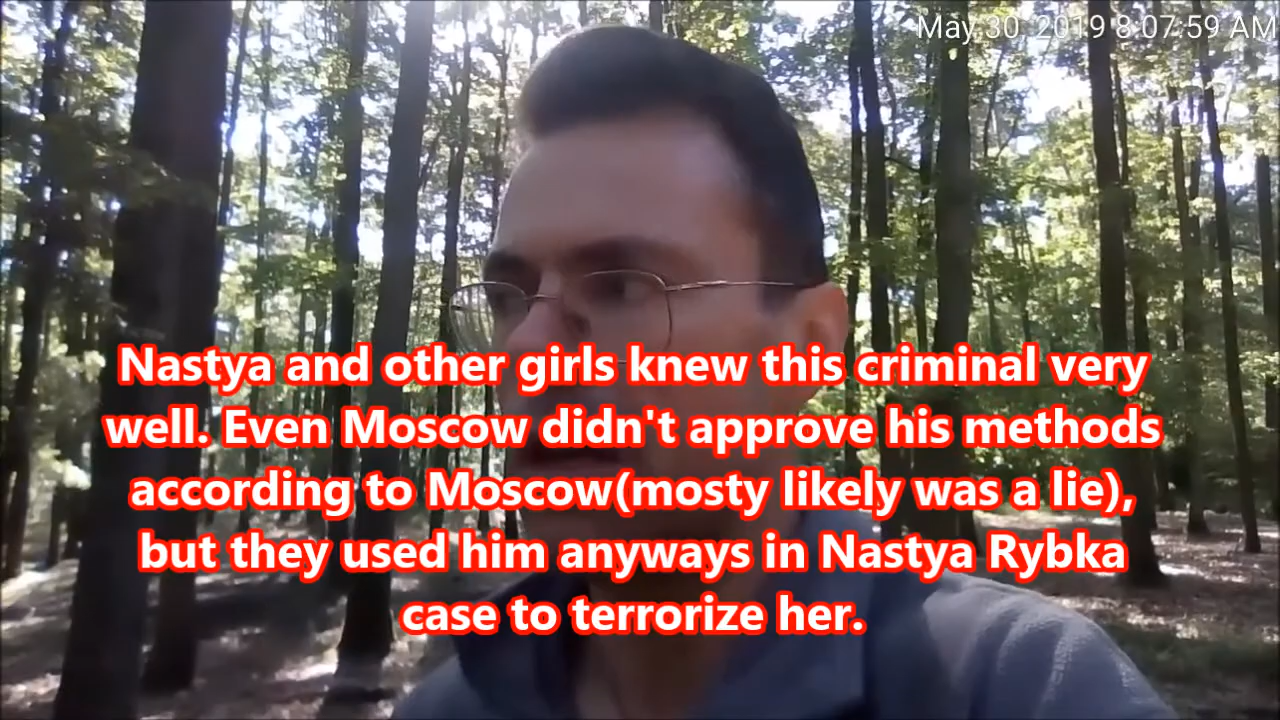 May 30, 2019 8:07:59 AM
Nastya and other girls knew this criminal very
well. Even Moscow didn't approve his methods
according to Moscow(mosty likely was a lie),
but they used him anyways in Nastya Rybka
case to terrorize her.